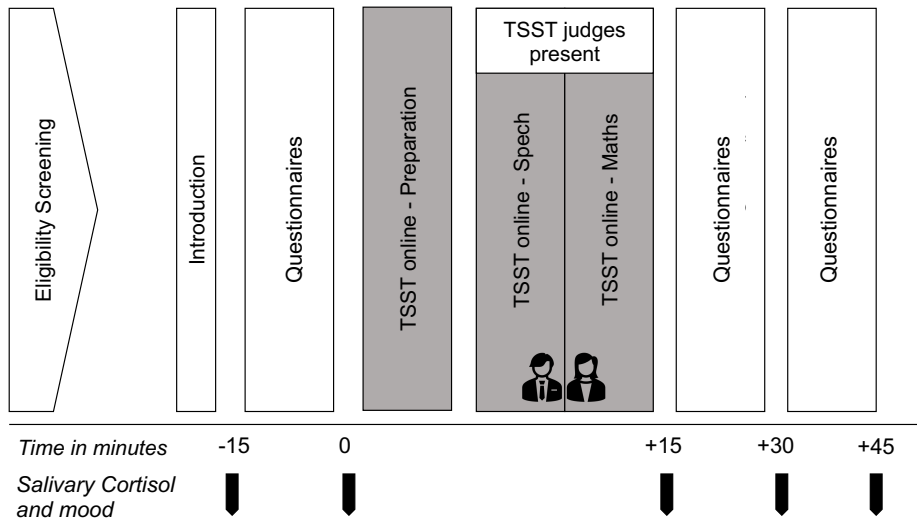 TSST judges
present
Eligibility Screening
Introduction
Questionnaires
TSST online - Preparation
TSST online - Spech
TSST online - Maths
Questionnaires
Questionnaires
Time in minutes -15 0 +15 +30 +45
Salivary Cortisol
and mood